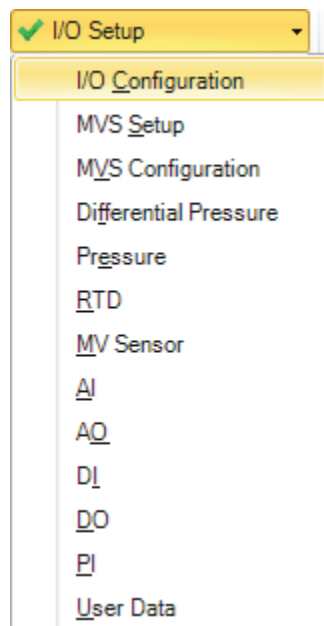 I/O Setup
I/O Configuration
MVS Setup
MVS Configuration
Differential Pressure
Pressure
RTD
MV Sensor
AI
AO
DI
DO
PI
User Data